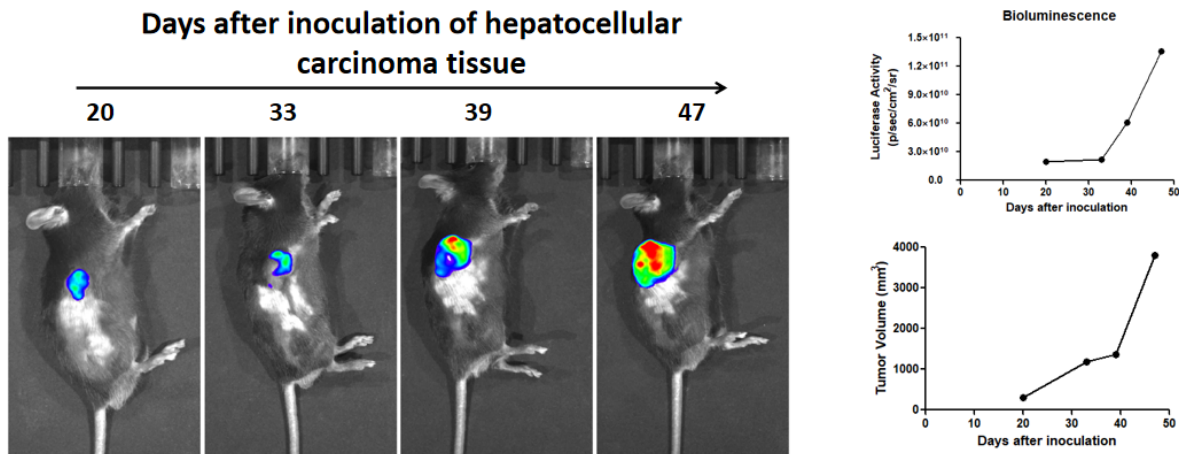 Days after inoculation of hepatocellular
carcinoma tissue
20 33 39 47
Bioluminescence
Luciferase Activity
(p/sec/cm²/sr)
1.5×10¹¹
1.2×10¹¹
9.0×10¹⁰
6.0×10¹⁰
3.0×10¹⁰
0.0
0 10 20 30 40 50
Days after inoculation
Tumor Volume (mm³)
4000
3000
2000
1000
0
0 10 20 30 40 50
Days after inoculation